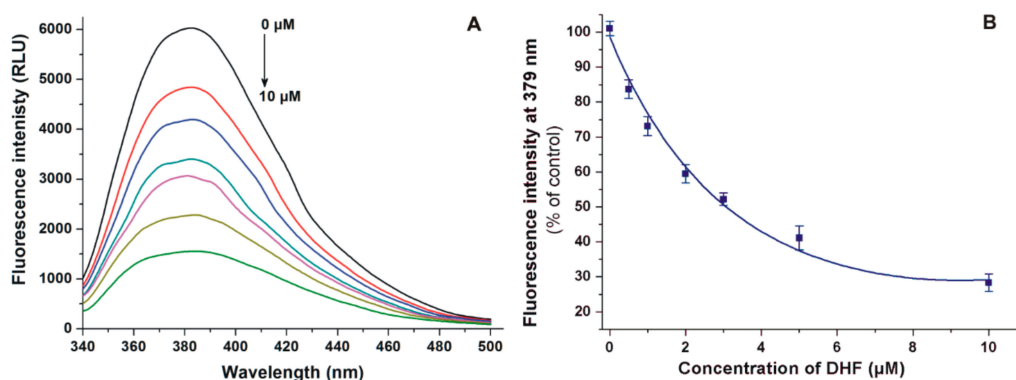 A
0 µM
10 µM
Fluorescence intenisty (RLU)
6000
5000
4000
3000
2000
1000
0
340 360 380 400 420 440 460 480 500
Wavelength (nm)
B
Fluorescence intensity at 379 nm
(% of control)
100
90
80
70
60
50
40
30
20
0 2 4 6 8 10
Concentration of DHF (µM)